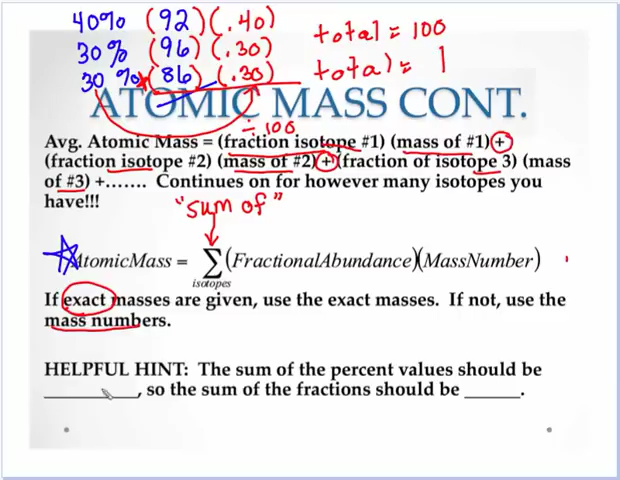 40% (92)(.40)
total = 100
30% (96)(.30)
30% (86)(.30)
total = 1
ATOMIC MASS CONT.
÷ 100
Avg. Atomic Mass = (fraction isotope #1) (mass of #1) +
(fraction isotope #2) (mass of #2) + (fraction of isotope 3) (mass
of #3) +....... Continues on for however many isotopes you
have!!!
"sum of"
AtomicMass = ∑(FractionalAbundance)(MassNumber)
isotopes
If exact masses are given, use the exact masses. If not, use the
mass numbers.
HELPFUL HINT: The sum of the percent values should be
__________, so the sum of the fractions should be ______.